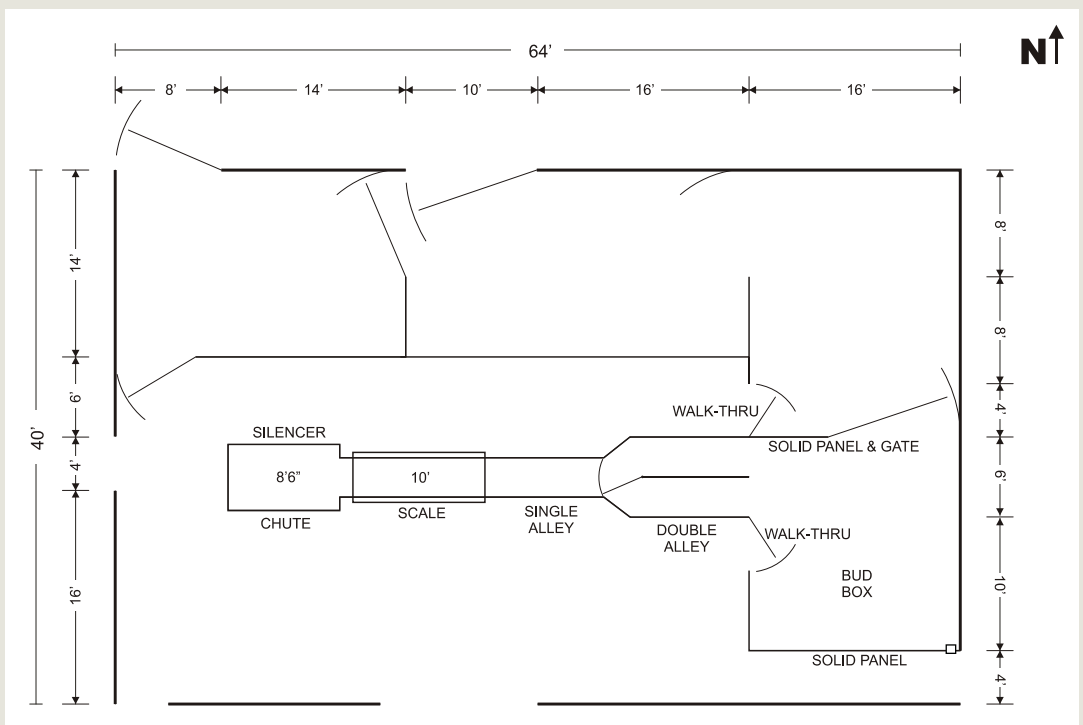 64’
N
8’
14’
10’
16’
16’
14’
6’
4’
16’
40’
8’
8’
4’
6’
10’
4’
WALK-THRU
SILENCER
SOLID PANEL & GATE
8’6”
10’
CHUTE
SCALE
SINGLE
ALLEY
DOUBLE
ALLEY
WALK-THRU
BUD
BOX
SOLID PANEL